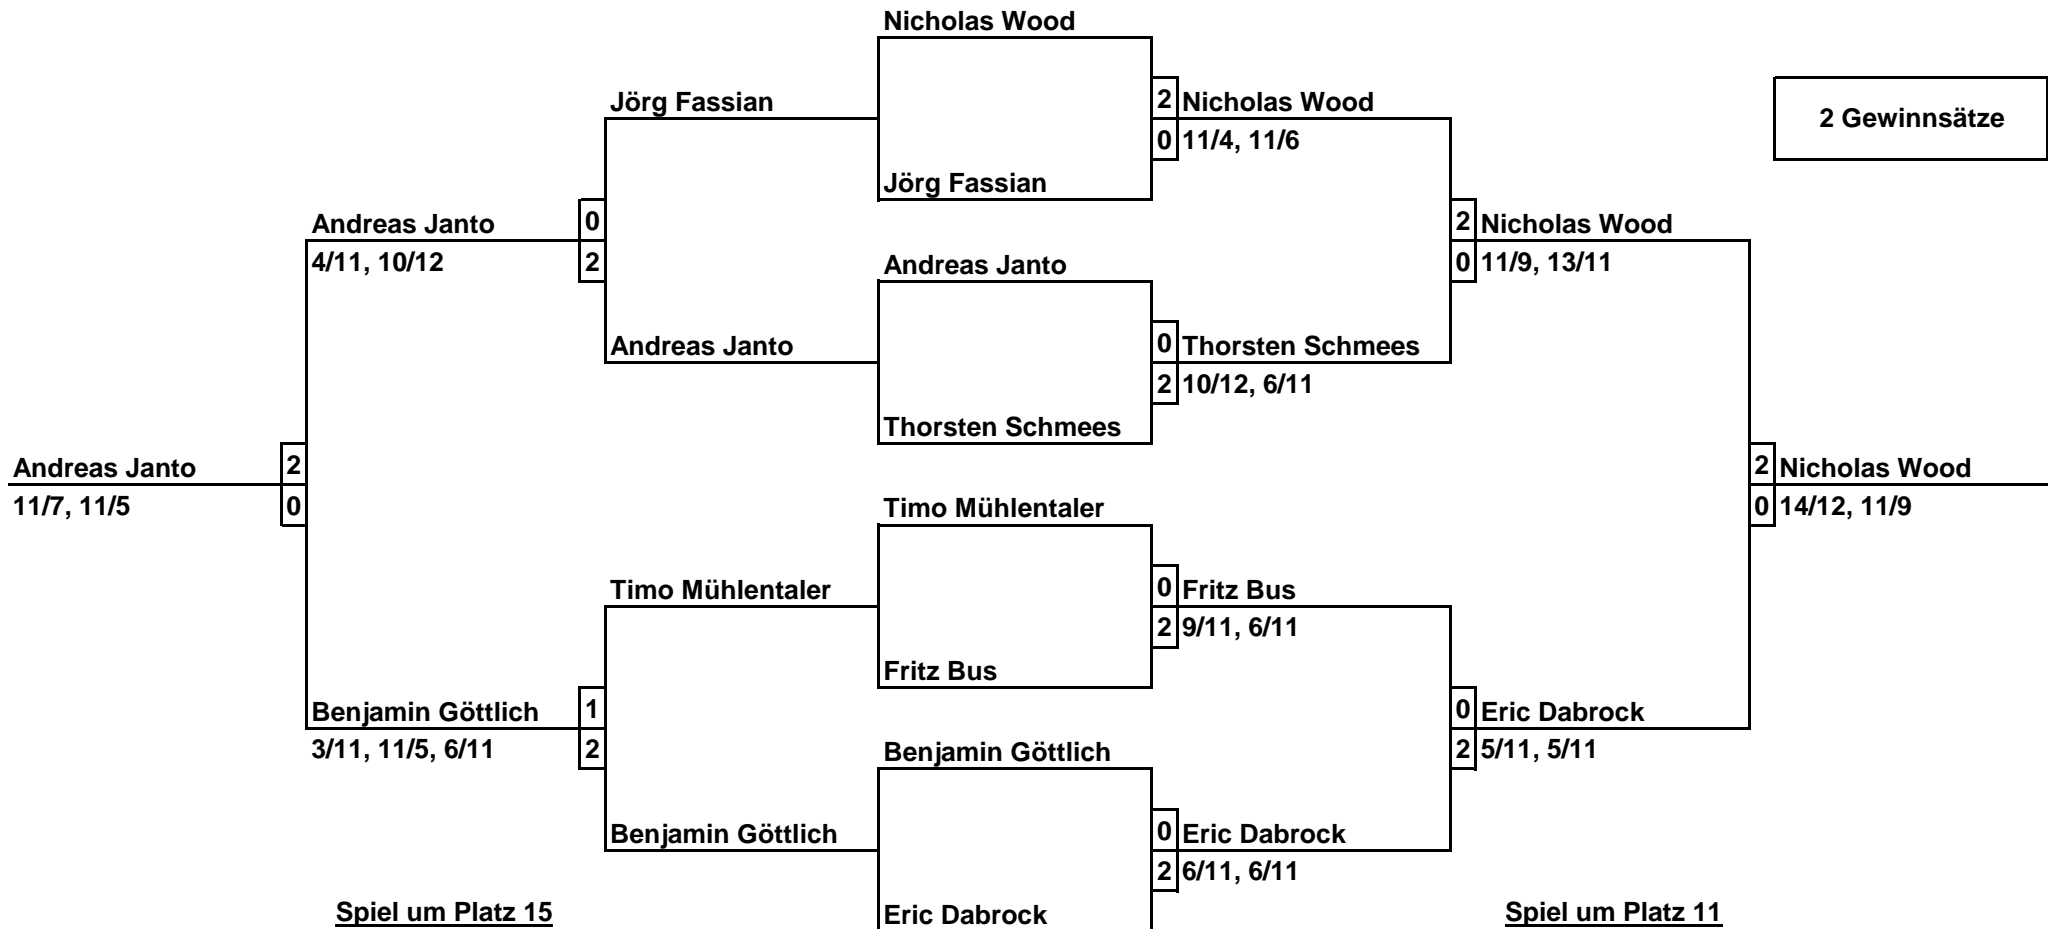 Nicholas Wood
Jörg Fassian
2 Nicholas Wood
2 Gewinnsätze
0 11/4, 11/6
Jörg Fassian
Andreas Janto 0
2 Nicholas Wood
4/11, 10/12 2
Andreas Janto
0 11/9, 13/11
Andreas Janto
0 Thorsten Schmees
2 10/12, 6/11
Thorsten Schmees
Andreas Janto 2
2 Nicholas Wood
11/7, 11/5 0
Timo Mühlentaler
0 14/12, 11/9
Timo Mühlentaler
0 Fritz Bus
2 9/11, 6/11
Fritz Bus
Benjamin Göttlich 1
0 Eric Dabrock
3/11, 11/5, 6/11 2
Benjamin Göttlich
2 5/11, 5/11
Benjamin Göttlich
0 Eric Dabrock
2 6/11, 6/11
Spiel um Platz 15
Eric Dabrock
Spiel um Platz 11